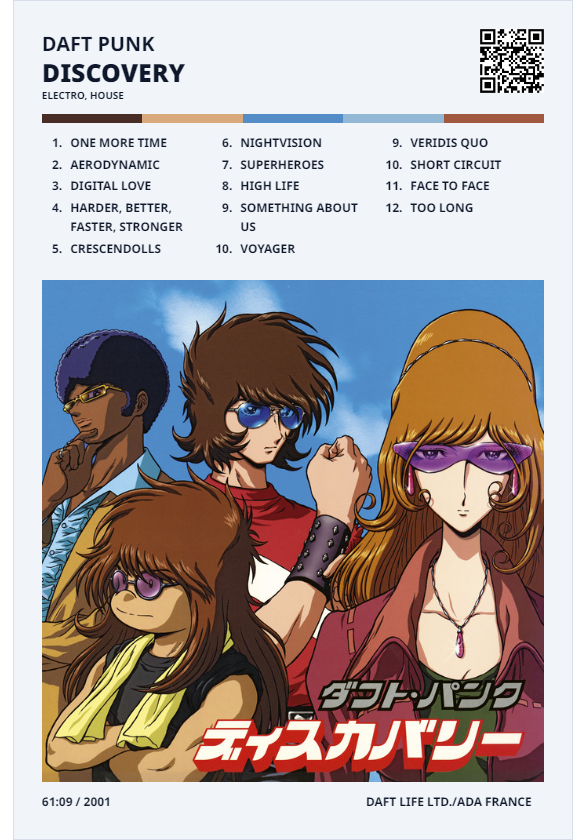 DAFT PUNK
DISCOVERY
ELECTRO, HOUSE
1. ONE MORE TIME
2. AERODYNAMIC
3. DIGITAL LOVE
4. HARDER, BETTER,
FASTER, STRONGER
5. CRESCENDOLLS
6. NIGHTVISION
7. SUPERHEROES
8. HIGH LIFE
9. SOMETHING ABOUT
US
10. VOYAGER
9. VERIDIS QUO
10. SHORT CIRCUIT
11. FACE TO FACE
12. TOO LONG
ダフト・パンク
ディスカバリー
61:09 / 2001
DAFT LIFE LTD./ADA FRANCE